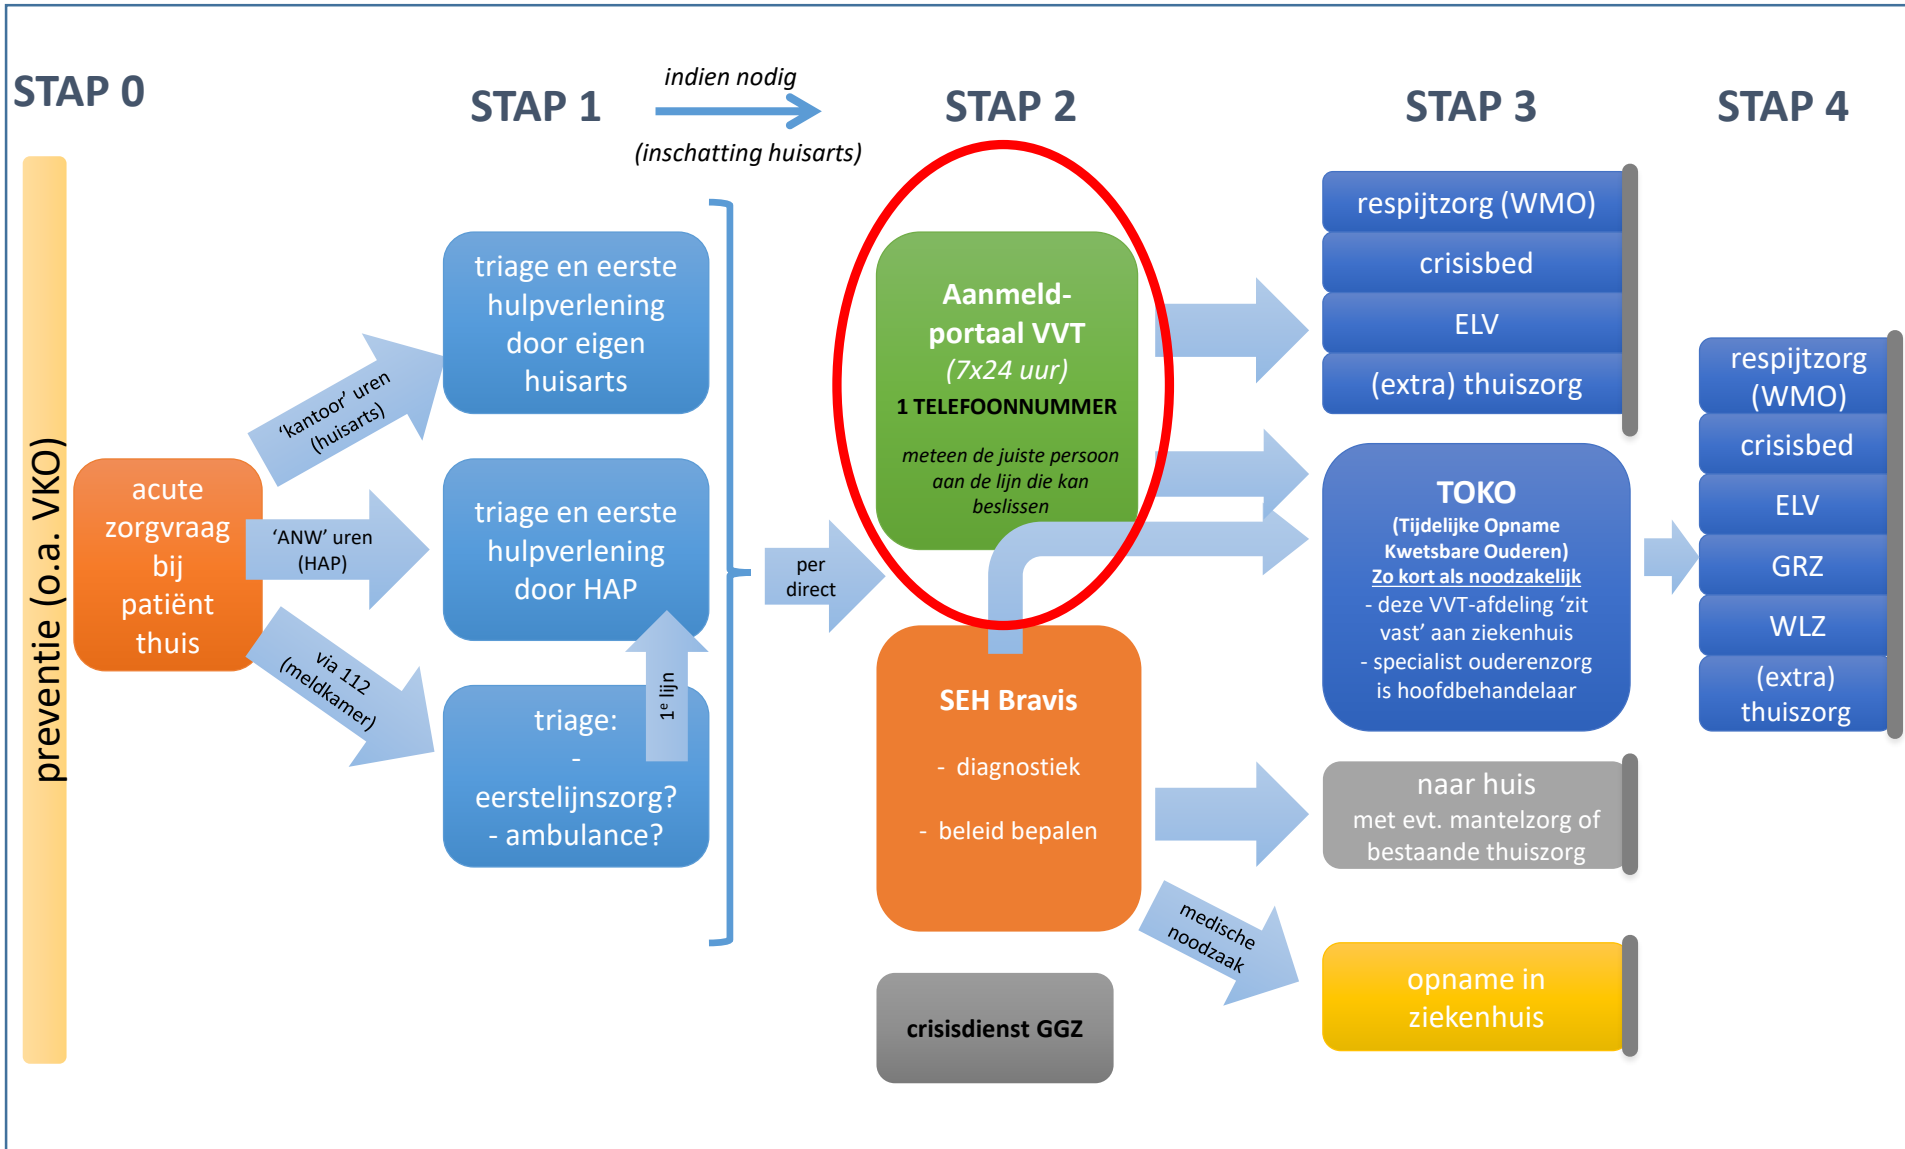 STAP 0
STAP 1
indien nodig
(inschatting huisarts)
STAP 2
STAP 3
STAP 4
preventie (o.a. VKO)
acute
zorgvraag
bij
patiënt
thuis
‘kantoor’ uren
(huisarts)
‘ANW’ uren
(HAP)
via 112
(meldkamer)
triage en eerste
hulpverlening
door eigen
huisarts
triage en eerste
hulpverlening
door HAP
1e lijn
triage:
-
eerstelijnszorg?
- ambulance?
per
direct
Aanmeld-
portaal VVT
(7x24 uur)
1 TELEFOONNUMMER
meteen de juiste persoon
aan de lijn die kan
beslissen
SEH Bravis
- diagnostiek
- beleid bepalen
crisisdienst GGZ
medische
noodzaak
respijtzorg (WMO)
crisisbed
ELV
(extra) thuiszorg
TOKO
(Tijdelijke Opname
Kwetsbare Ouderen)
Zo kort als noodzakelijk
- deze VVT-afdeling ‘zit
vast’ aan ziekenhuis
- specialist ouderenzorg
is hoofdbehandelaar
naar huis
met evt. mantelzorg of
bestaande thuiszorg
opname in
ziekenhuis
respijtzorg
(WMO)
crisisbed
ELV
GRZ
WLZ
(extra)
thuiszorg